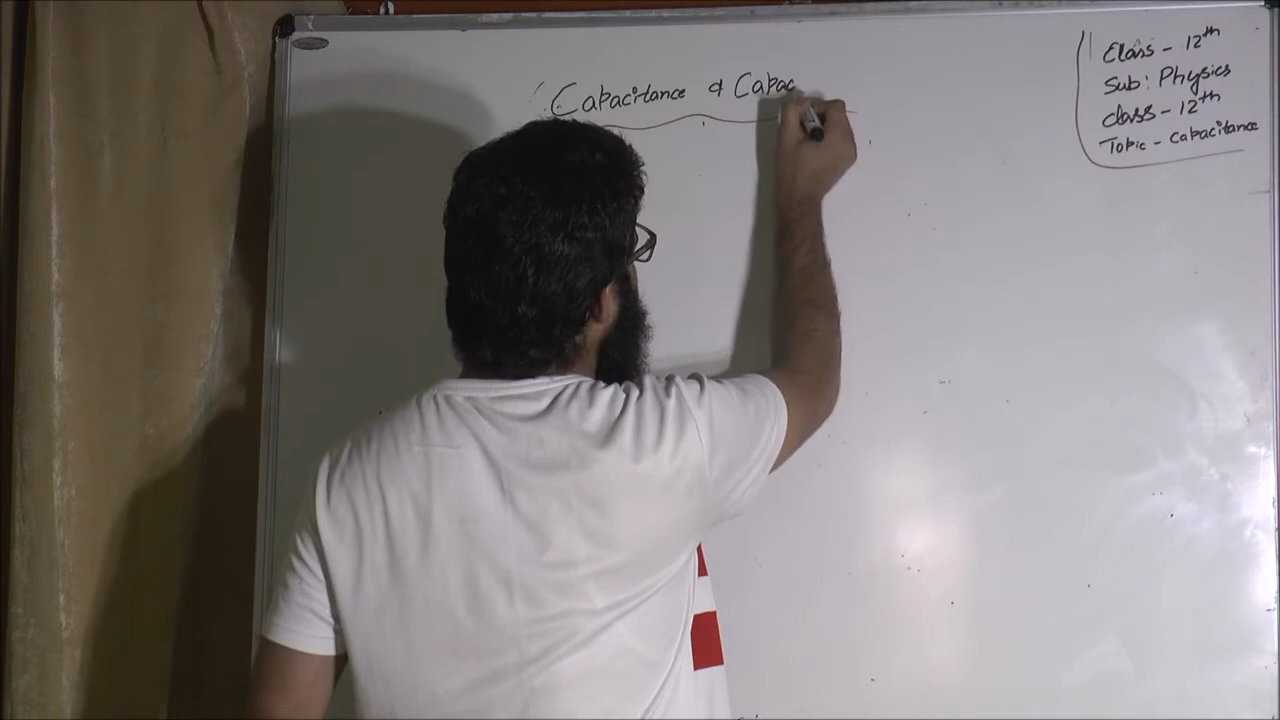 Capacitance & Capac
Class - 12th
Sub: Physics
class - 12th
Topic - Capacitance